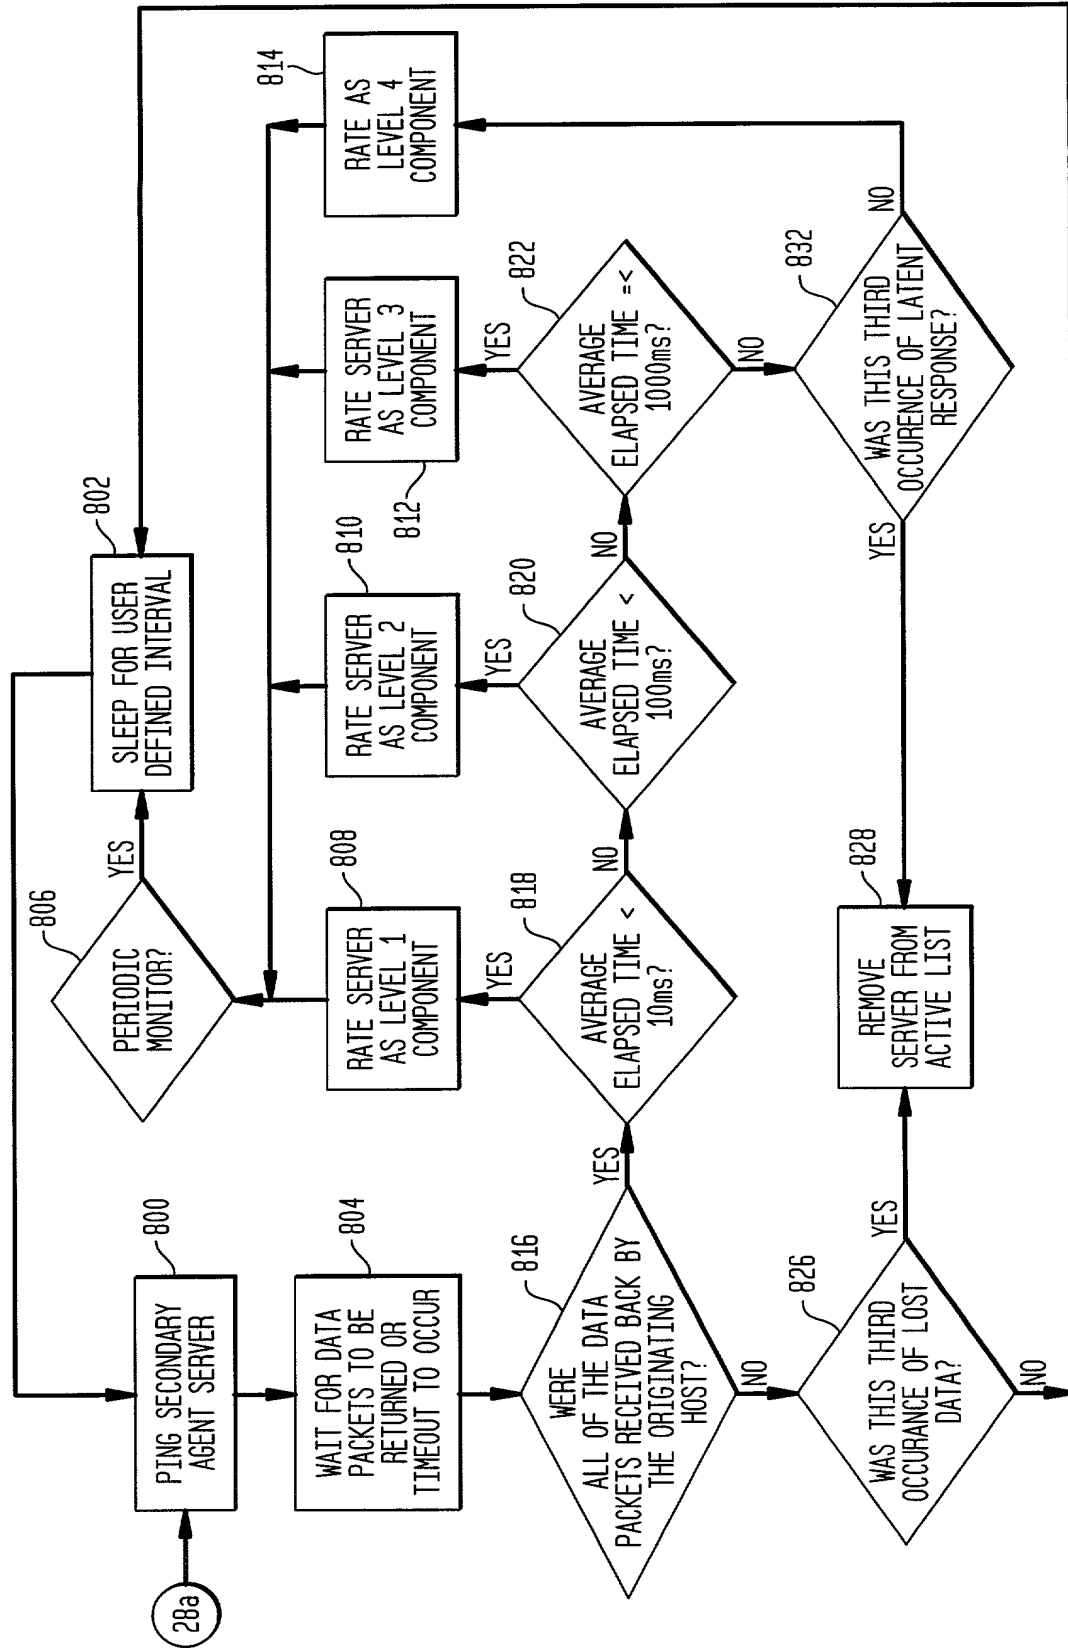 28a
PING SECONDARY
AGENT SERVER
800
WAIT FOR DATA
PACKETS TO BE
RETURNED OR
TIMEOUT TO OCCUR
804
WERE
ALL OF THE DATA
PACKETS RECEIVED BACK BY
THE ORIGINATING
HOST?
816
YES
NO
WAS THIS THIRD
OCCURANCE OF LOST
DATA?
826
YES
NO
PERIODIC
MONITOR?
806
YES
SLEEP FOR USER
DEFINED INTERVAL
802
RATE SERVER
AS LEVEL 1
COMPONENT
808
YES
AVERAGE
ELAPSED TIME <
10ms?
818
NO
RATE SERVER
AS LEVEL 2
COMPONENT
810
YES
AVERAGE
ELAPSED TIME <
100ms?
820
NO
RATE SERVER
AS LEVEL 3
COMPONENT
812
YES
AVERAGE
ELAPSED TIME =<
1000ms?
822
NO
RATE AS
LEVEL 4
COMPONENT
814
WAS THIS THIRD
OCCURENCE OF LATENT
RESPONSE?
832
NO
YES
REMOVE
SERVER FROM
ACTIVE LIST
828